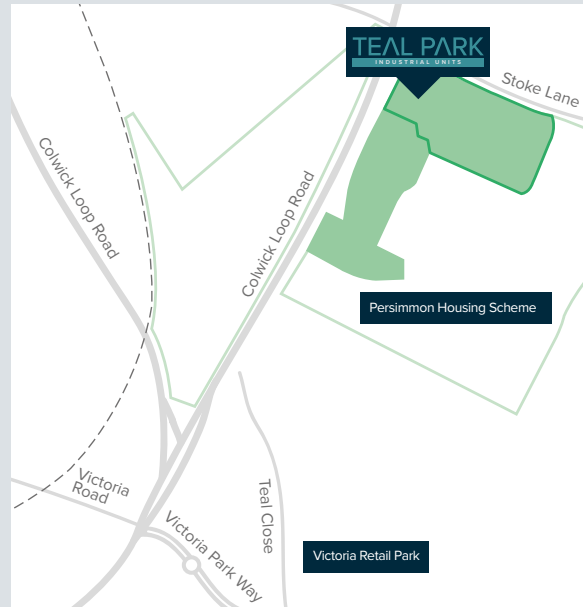 TEAL PARK
INDUSTRIAL UNITS
Stoke Lane
Colwick Loop Road
Colwick Loop Road
Persimmon Housing Scheme
Victoria
Road
Teal Close
Victoria Park Way
Victoria Retail Park